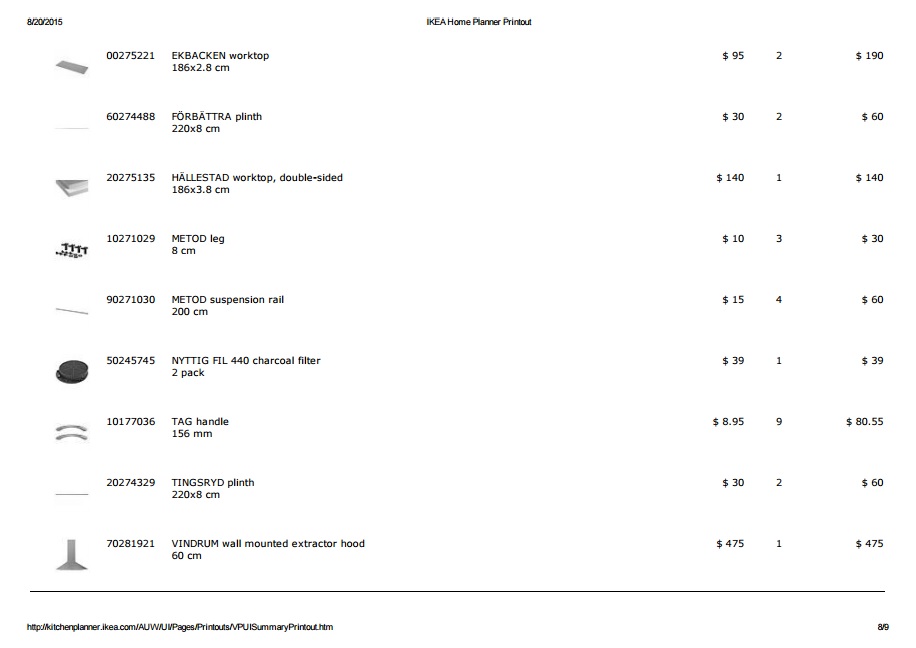 8/20/2015 IKEA Home Planner Printout
00275221 EKBACKEN worktop $ 95 2 $ 190
186x2.8 cm
60274488 FÖRBÄTTRA plinth $ 30 2 $ 60
220x8 cm
20275135 HÄLLESTAD worktop, double-sided $ 140 1 $ 140
186x3.8 cm
10271029 METOD leg $ 10 3 $ 30
8 cm
90271030 METOD suspension rail $ 15 4 $ 60
200 cm
50245745 NYTTIG FIL 440 charcoal filter $ 39 1 $ 39
2 pack
10177036 TAG handle $ 8.95 9 $ 80.55
156 mm
20274329 TINGSRYD plinth $ 30 2 $ 60
220x8 cm
70281921 VINDRUM wall mounted extractor hood $ 475 1 $ 475
60 cm
http://kitchenplanner.ikea.com/AUW/UI/Pages/Printouts/VPUISummaryPrintout.htm 8/9